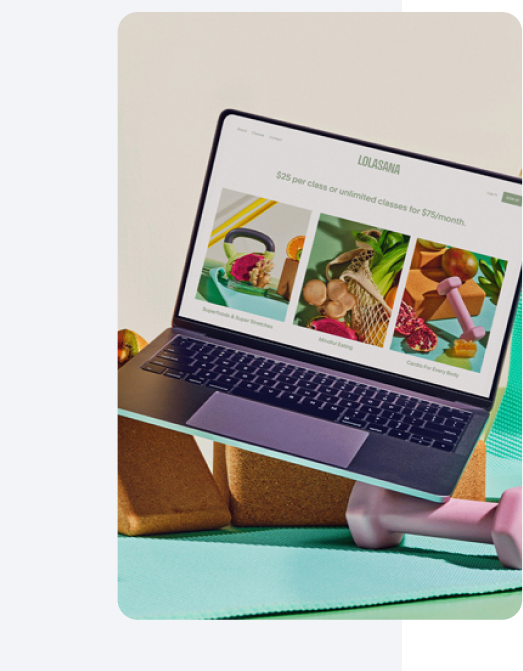 LOLASANA
$25 per class or unlimited classes for $75/month.
Superfoods & Super Stretches
Mindful Eating
Cardio For Every Body